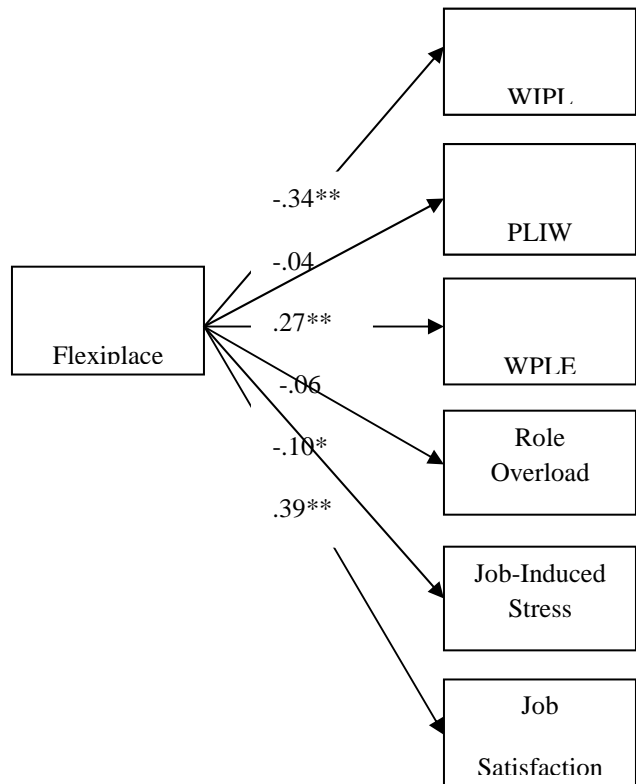 WIPL
-.34**
PLIW
-.04
.27**
Flexiplace
WPLE
-.06
Role
Overload
-.10*
.39**
Job-Induced
Stress
Job
Satisfaction